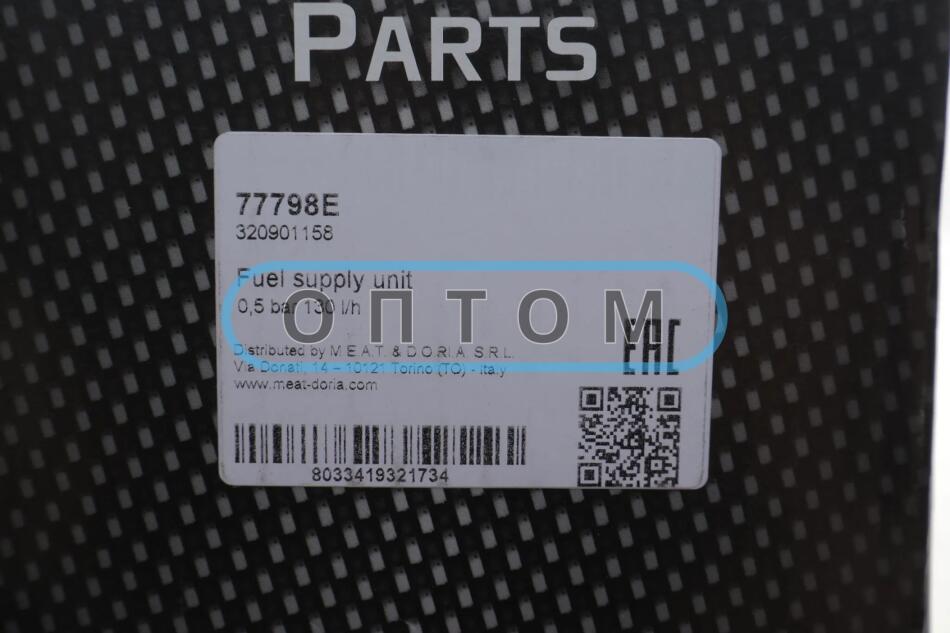 PARTS
77798E
320901158
Fuel supply unit
0,5 bar 130 l/h
ОПТОМ
EAC
Distributed by M.E.A.T. & D.O.R.I.A. S.R.L.
Via Donati, 14 – 10121 Torino (TO) - Italy
www.meat-doria.com
8033419321734